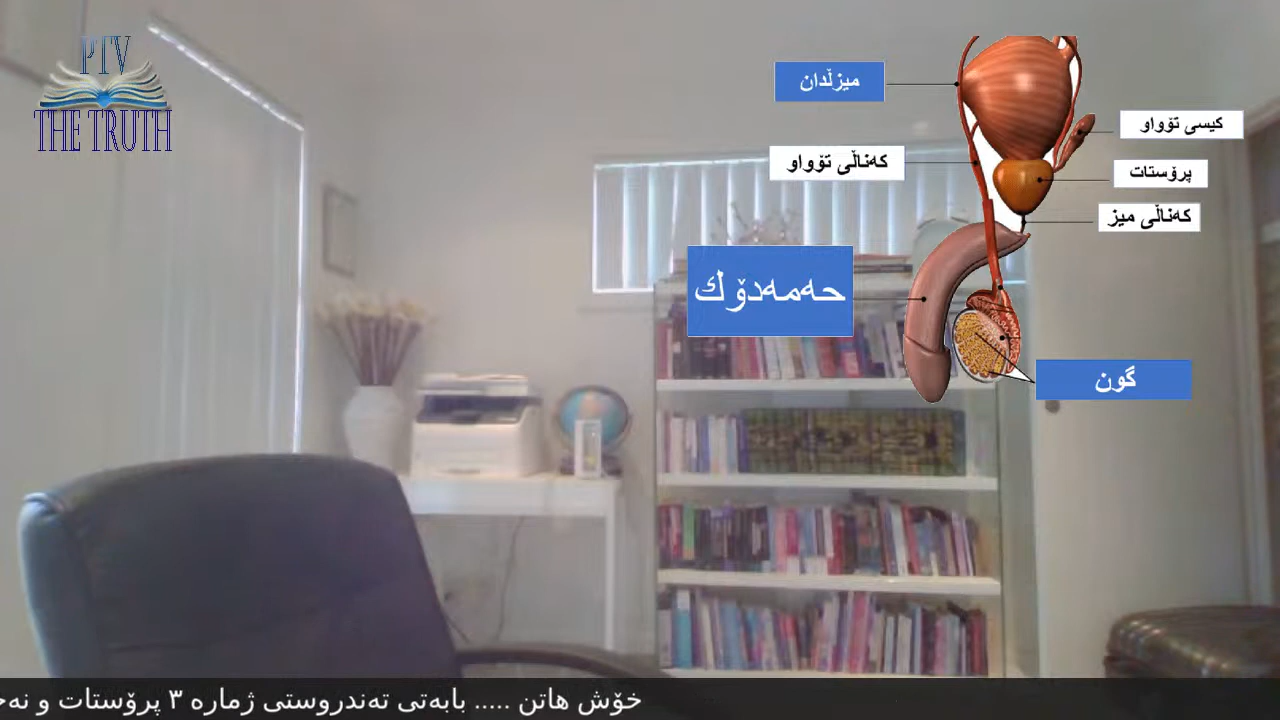 PTV
THE TRUTH
میزڵدان
کیسی تۆواو
کەناڵی تۆواو
پرۆستات
کەناڵی میز
حەمەدۆك
گون
خۆش هاتن ..... بابەتی تەندروستی ژمارە ٣ پرۆستات و